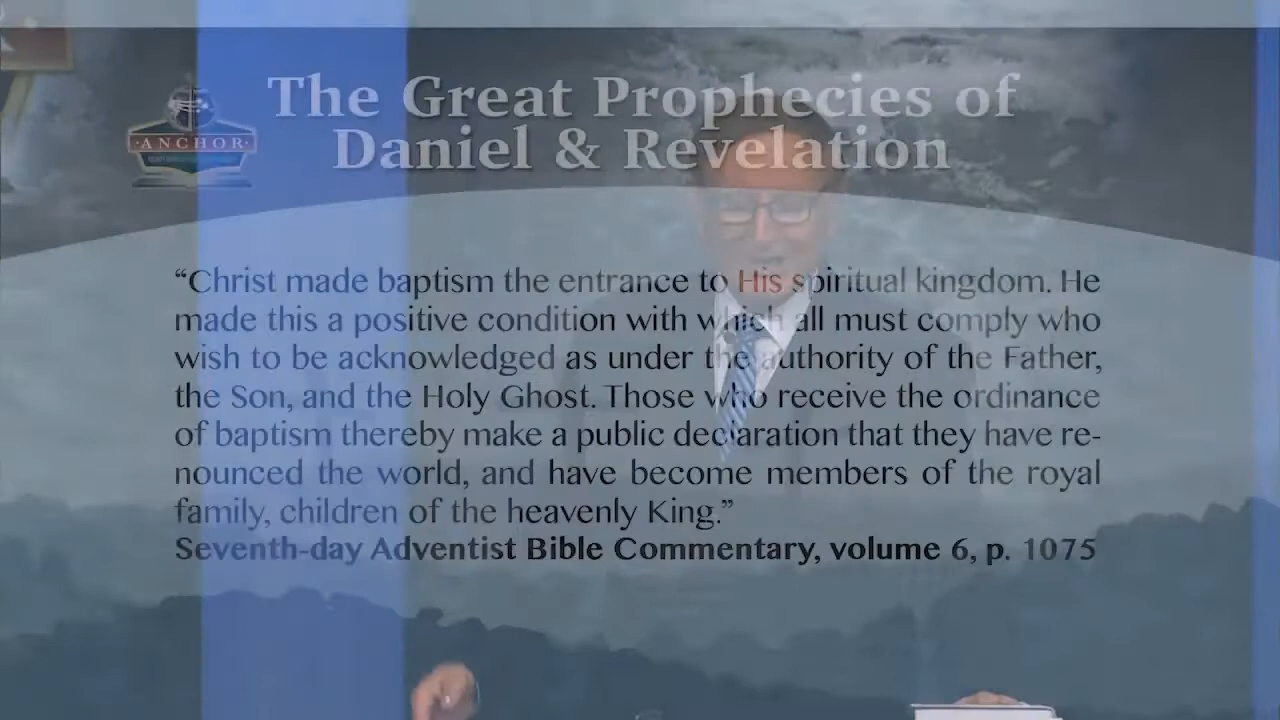 The Great Prophecies of
Daniel & Revelation
·ANCHOR·
“Christ made baptism the entrance to His spiritual kingdom. He
made this a positive condition with which all must comply who
wish to be acknowledged as under the authority of the Father,
the Son, and the Holy Ghost. Those who receive the ordinance
of baptism thereby make a public declaration that they have re-
nounced the world, and have become members of the royal
family, children of the heavenly King.”
Seventh-day Adventist Bible Commentary, volume 6, p. 1075